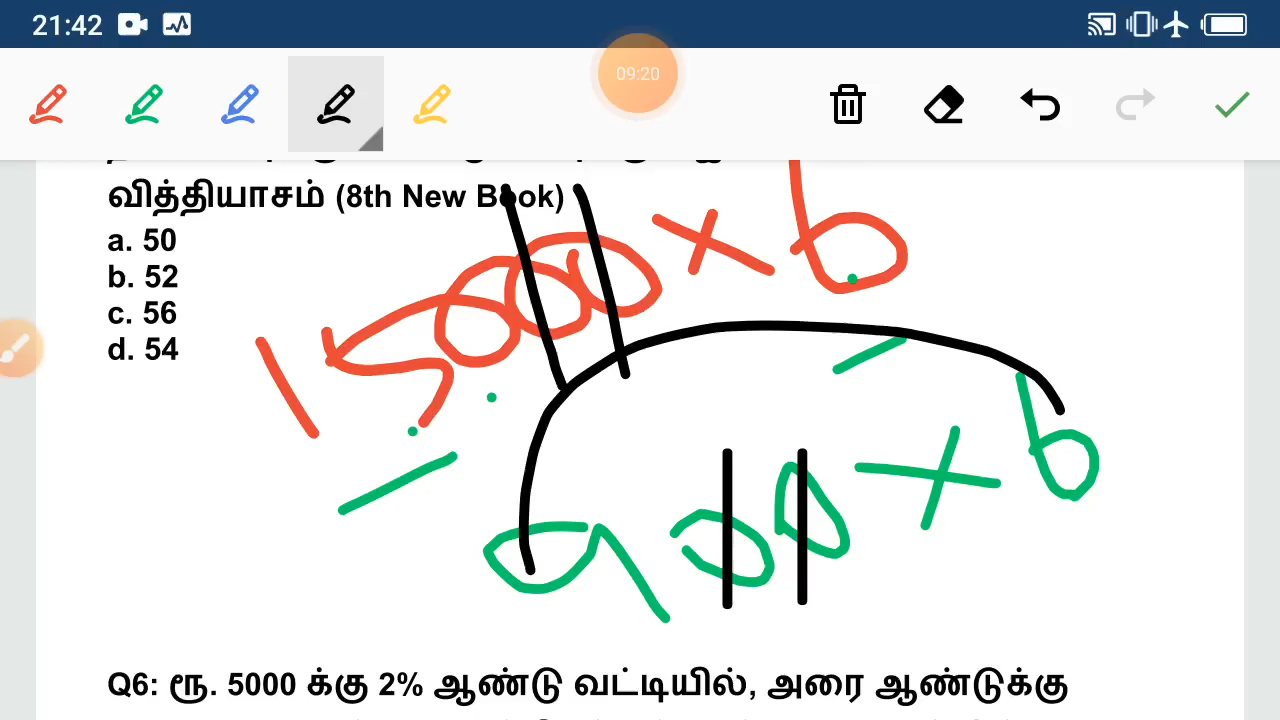 21:42
09:20
வித்தியாசம் (8th New Book)
a. 50
b. 52
c. 56
d. 54
15000 × 6
900 × 6
Q6: ரூ. 5000 க்கு 2% ஆண்டு வட்டியில், அரை ஆண்டுக்கு